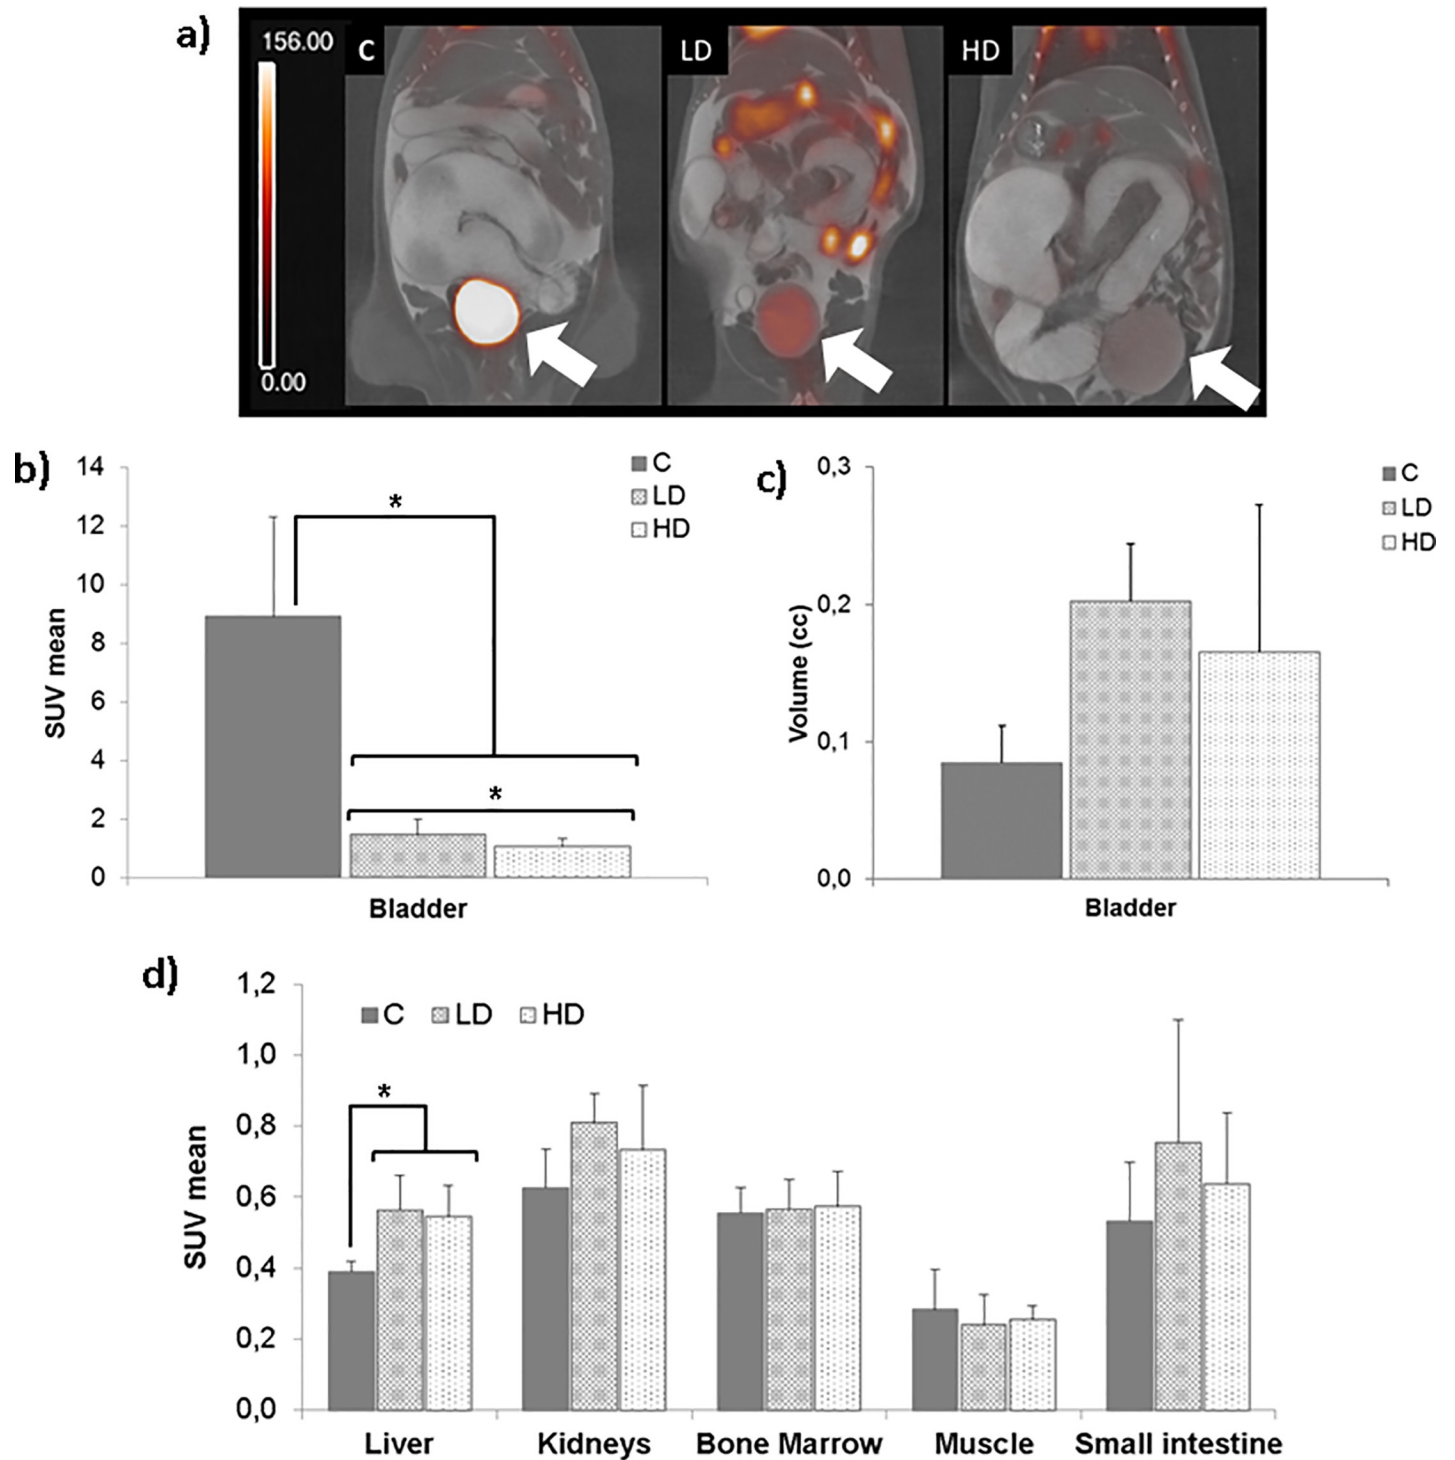 a)
156.00
C
LD
HD
0.00
b)
14
12
10
8
6
4
2
0
SUV mean
*
*
C
LD
HD
Bladder
c)
0,3
0,2
0,1
0,0
Volume (cc)
C
LD
HD
Bladder
d)
1,2
1,0
0,8
0,6
0,4
0,2
0,0
SUV mean
C LD HD
*
Liver Kidneys Bone Marrow Muscle Small intestine